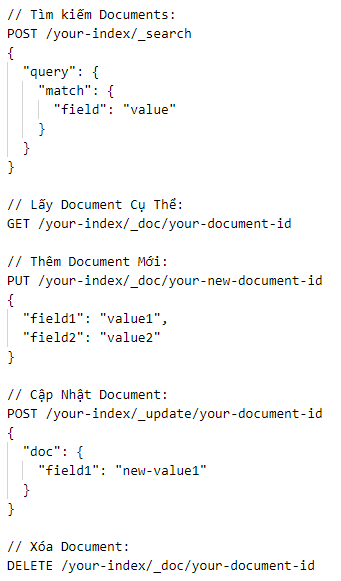 // Tìm kiếm Documents:
POST /your-index/_search
{
  "query": {
    "match": {
      "field": "value"
    }
  }
}

// Lấy Document Cụ Thể:
GET /your-index/_doc/your-document-id

// Thêm Document Mới:
PUT /your-index/_doc/your-new-document-id
{
  "field1": "value1",
  "field2": "value2"
}

// Cập Nhật Document:
POST /your-index/_update/your-document-id
{
  "doc": {
    "field1": "new-value1"
  }
}

// Xóa Document:
DELETE /your-index/_doc/your-document-id